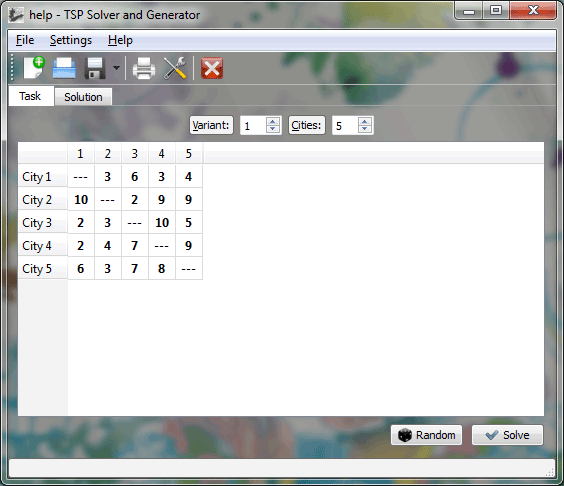 help - TSP Solver and Generator
File Settings Help
Task Solution
Variant: 1 Cities: 5
1 2 3 4 5
City 1 --- 3 6 3 4
City 2 10 --- 2 9 9
City 3 2 3 --- 10 5
City 4 2 4 7 --- 9
City 5 6 3 7 8 ---
Random Solve